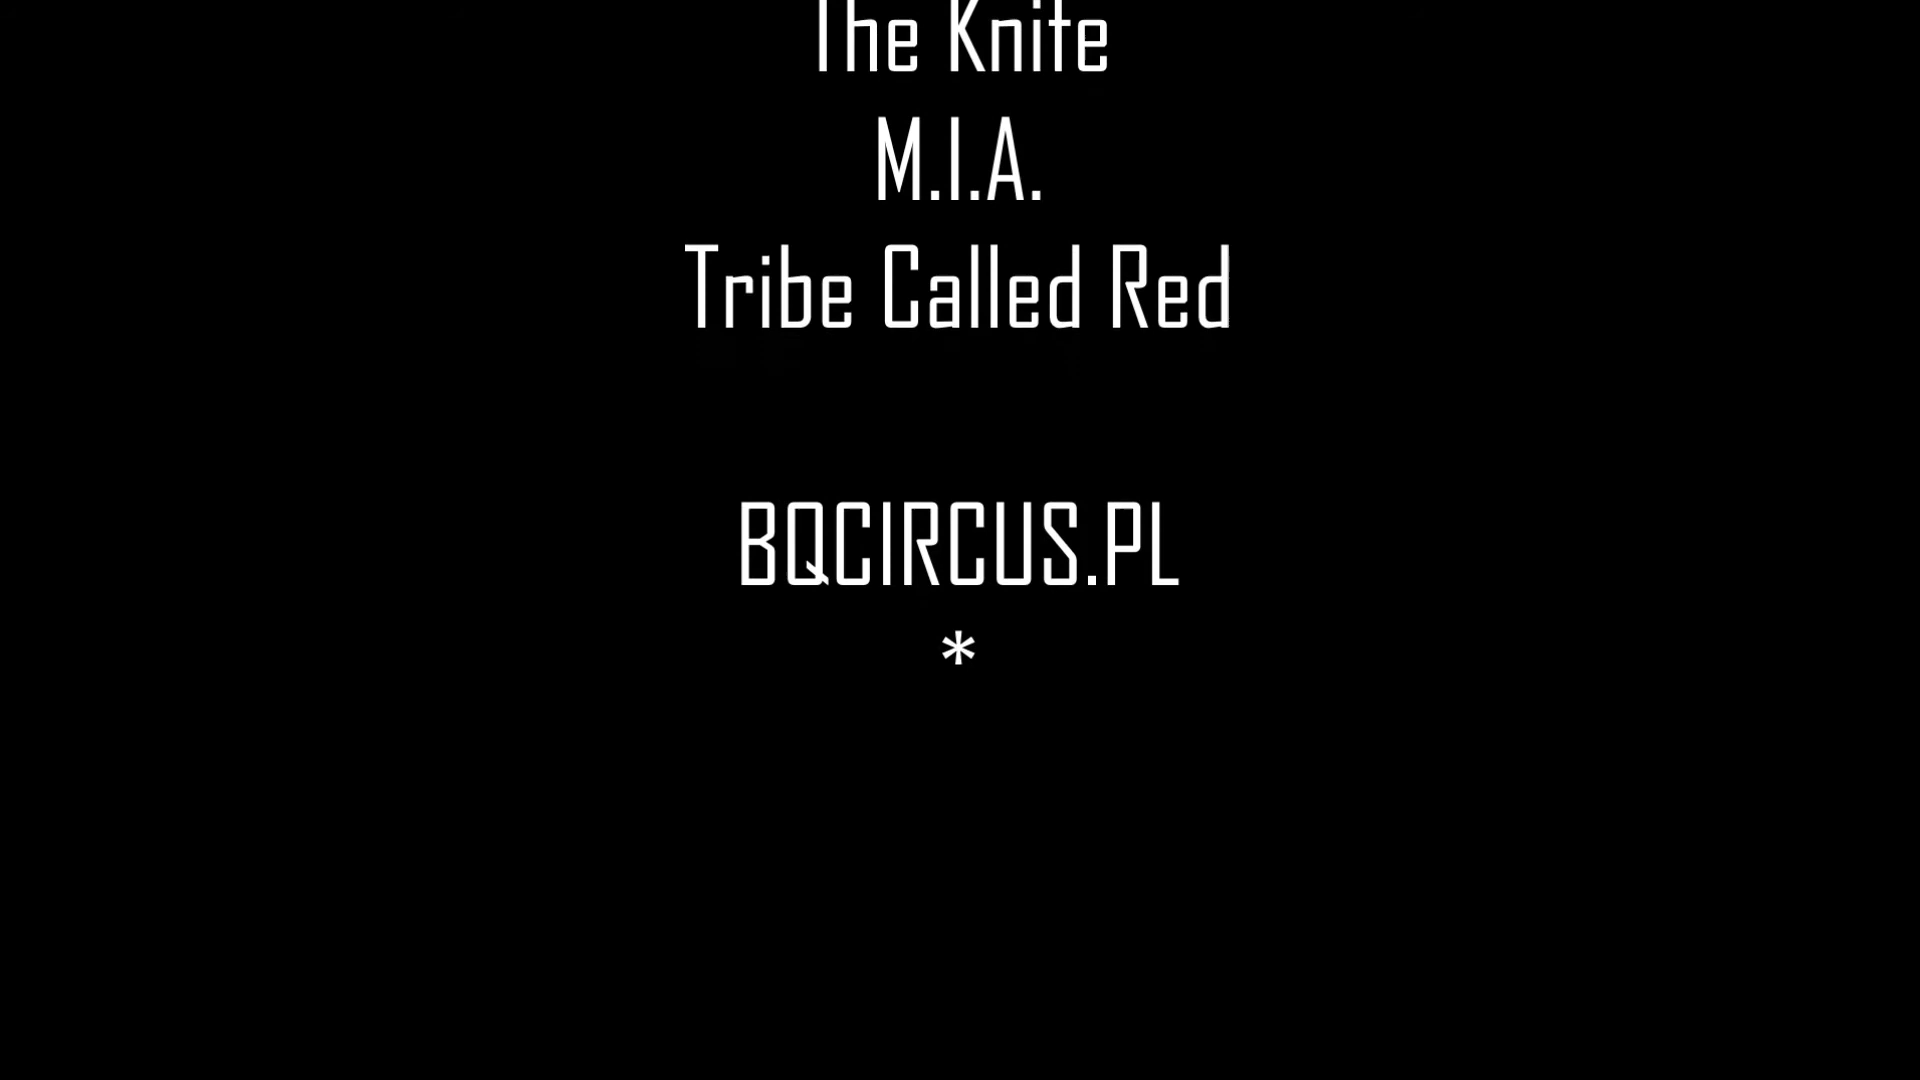 The Knife
M.I.A.
Tribe Called Red
BQCIRCUS.PL
*